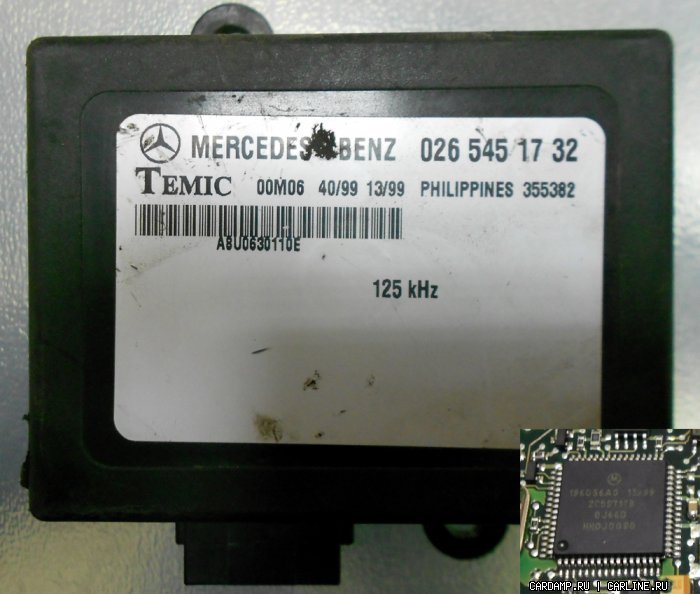 MERCEDES-BENZ 026 545 17 32
TEMIC 00M06 40/99 13/99 PHILIPPINES 355382
A8U0630110E
125 kHz
0J66D
CARDAMP.RU | CARLINE.RU